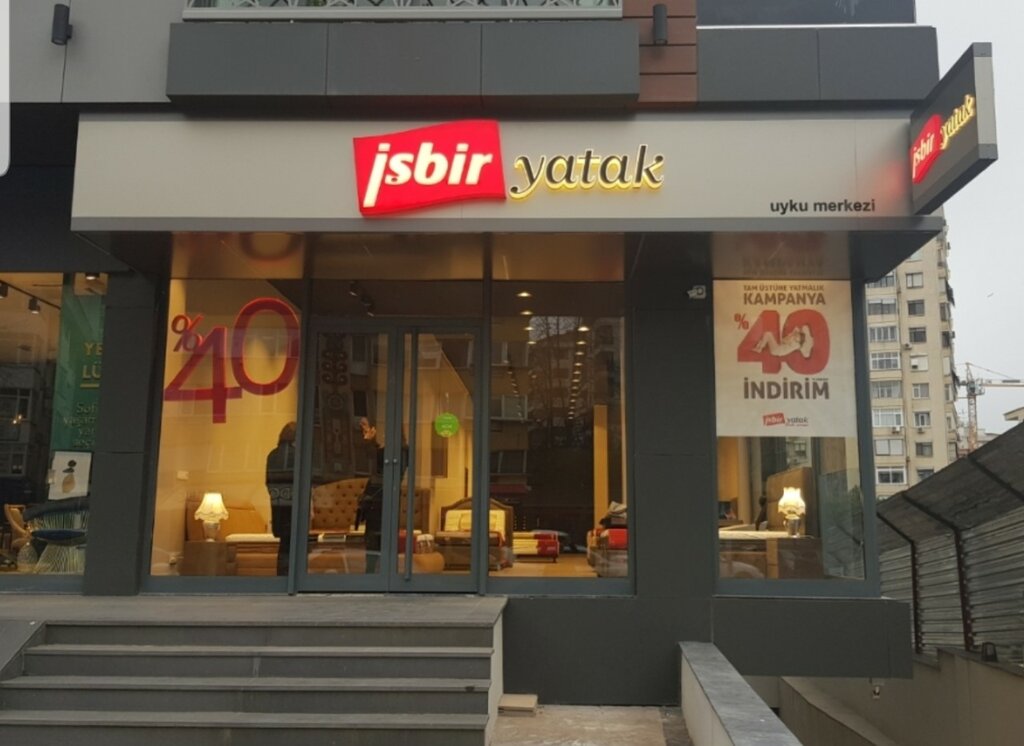 işbir yatak
uyku merkezi
işbir yatak
%40
TAM ÜSTÜNE YATMALIK
KAMPANYA
%40
İNDİRİM
işbir yatak